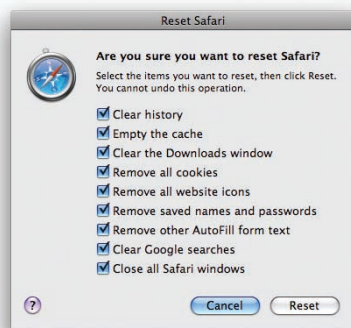 Reset Safari
Are you sure you want to reset Safari?
Select the items you want to reset, then click Reset.
You cannot undo this operation.
Clear history
Empty the cache
Clear the Downloads window
Remove all cookies
Remove all website icons
Remove saved names and passwords
Remove other AutoFill form text
Clear Google searches
Close all Safari windows
?
Cancel
Reset